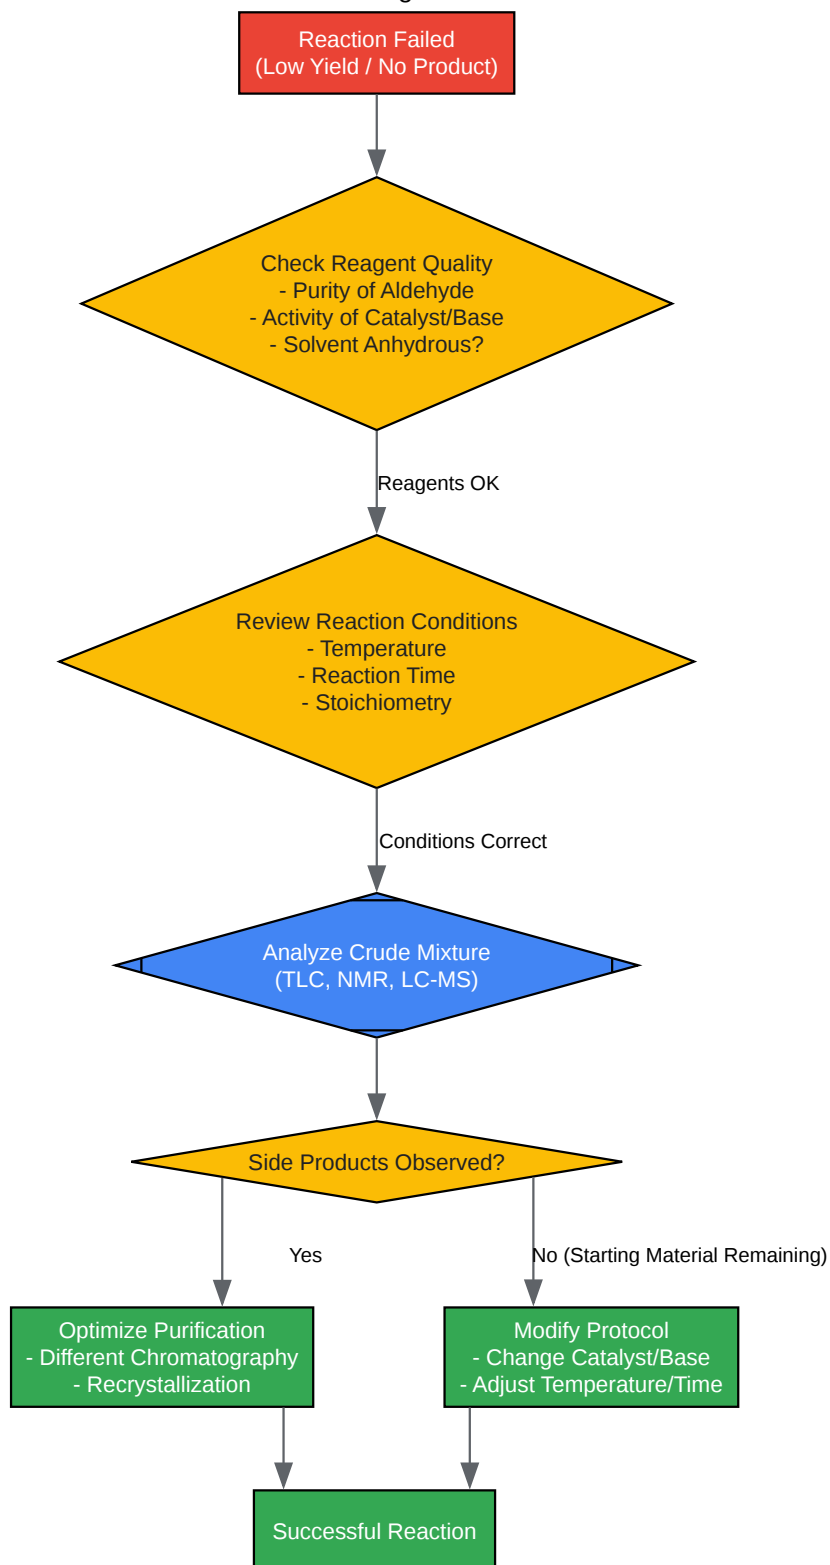 Reaction Failed
(Low Yield / No Product)
Check Reagent Quality
- Purity of Aldehyde
- Activity of Catalyst/Base
- Solvent Anhydrous?
Reagents OK
Review Reaction Conditions
- Temperature
- Reaction Time
- Stoichiometry
Conditions Correct
Analyze Crude Mixture
(TLC, NMR, LC-MS)
Side Products Observed?
Yes
No (Starting Material Remaining)
Optimize Purification
- Different Chromatography
- Recrystallization
Modify Protocol
- Change Catalyst/Base
- Adjust Temperature/Time
Successful Reaction